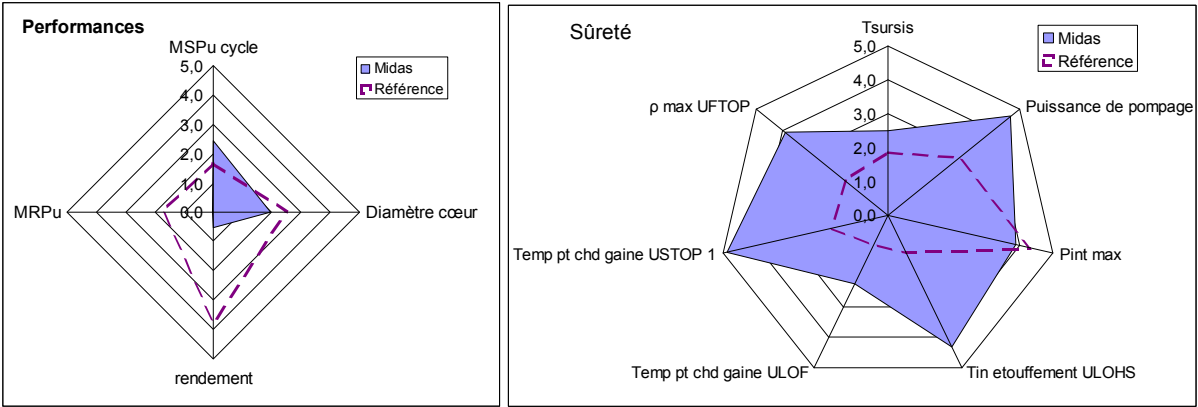 Performances
MSPu cycle
5,0
4,0
3,0
2,0
1,0
0,0
Midas
Référence
MRPu
Diamètre cœur
rendement
Sûreté
Tsursis
5,0
4,0
3,0
2,0
1,0
0,0
Midas
Référence
ρ max UFTOP
Puissance de pompage
Temp pt chd gaine USTOP 1
Pint max
Temp pt chd gaine ULOF
Tin etouffement ULOHS